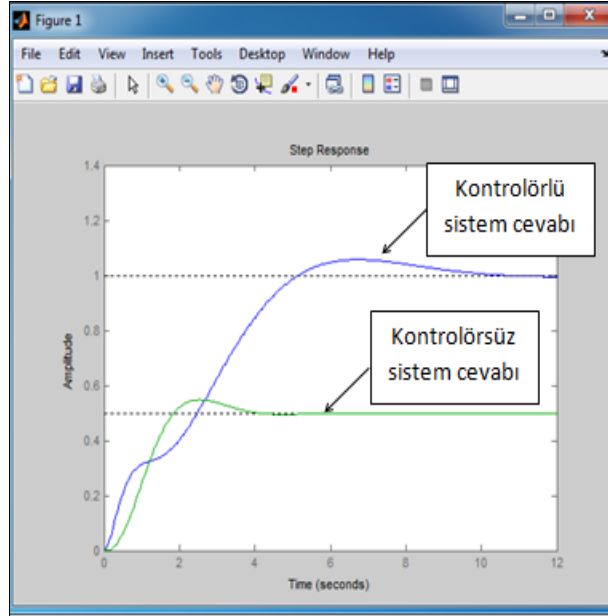 Figure 1
File Edit View Insert Tools Desktop Window Help
Step Response
1.4
1.2
1
0.8
0.6
0.4
0.2
0
Amplitude
Kontrolörlü
sistem cevabı
Kontrolörsüz
sistem cevabı
0 2 4 6 8 10 12
Time (seconds)